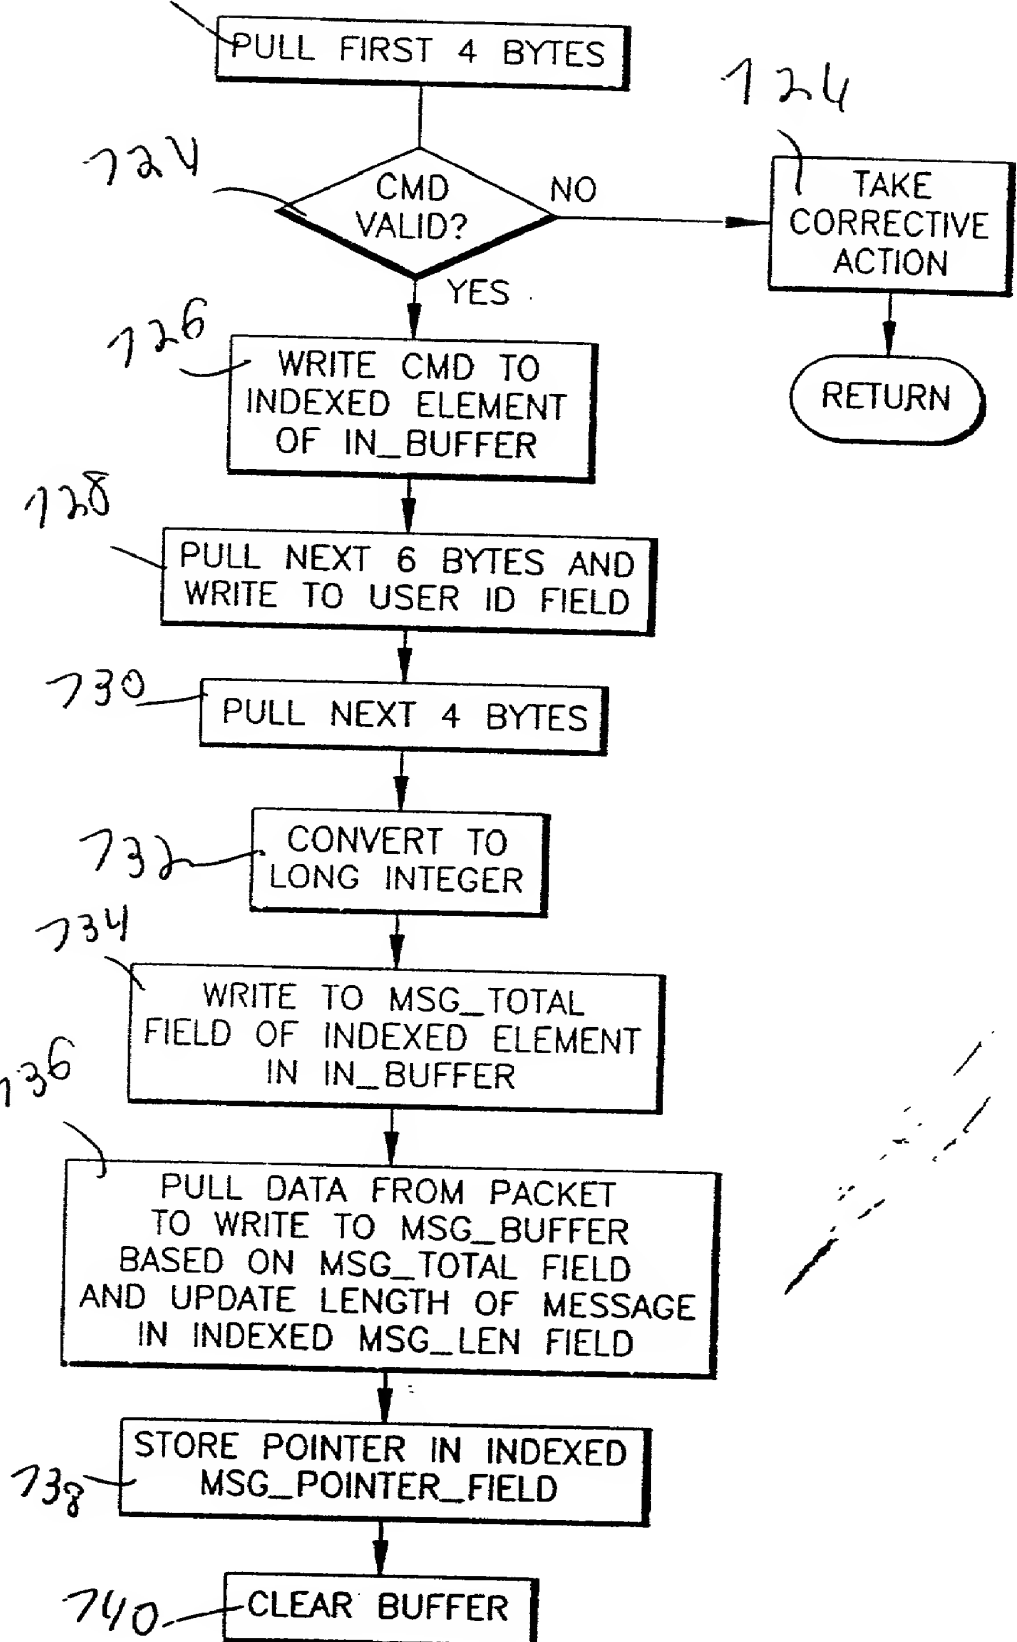 PULL FIRST 4 BYTES
724
724
CMD
VALID?
NO
TAKE
CORRECTIVE
ACTION
YES
RETURN
726
WRITE CMD TO
INDEXED ELEMENT
OF IN_BUFFER
728
PULL NEXT 6 BYTES AND
WRITE TO USER ID FIELD
730
PULL NEXT 4 BYTES
732
CONVERT TO
LONG INTEGER
734
WRITE TO MSG_TOTAL
FIELD OF INDEXED ELEMENT
IN IN_BUFFER
736
PULL DATA FROM PACKET
TO WRITE TO MSG_BUFFER
BASED ON MSG_TOTAL FIELD
AND UPDATE LENGTH OF MESSAGE
IN INDEXED MSG_LEN FIELD
STORE POINTER IN INDEXED
MSG_POINTER_FIELD
738
740
CLEAR BUFFER